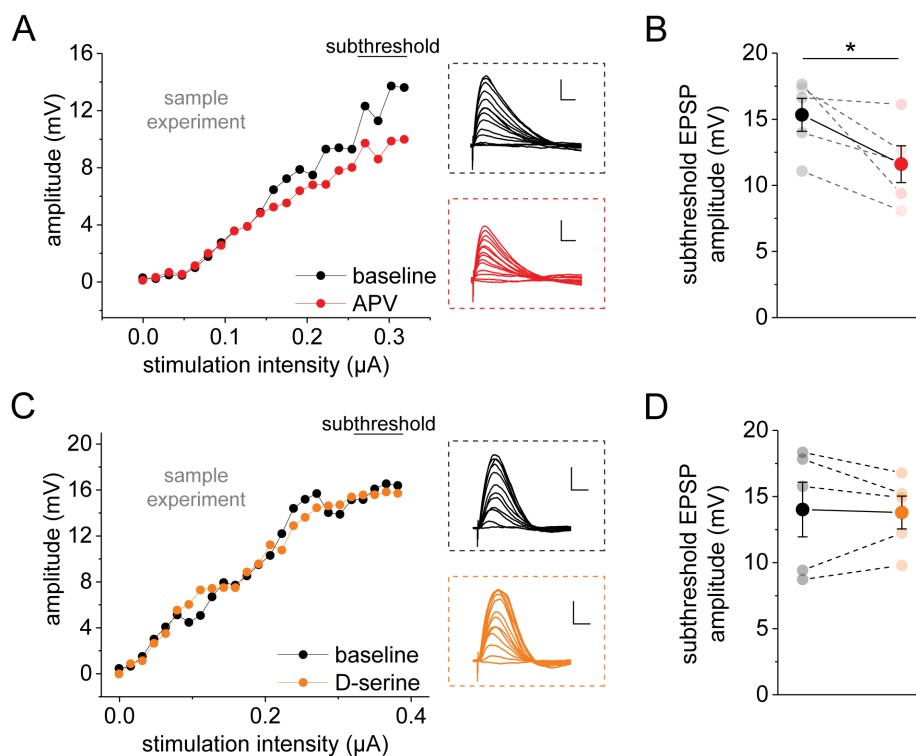 A
amplitude (mV)
16
12
8
4
0
sample
experiment
subthreshold
baseline
APV
0.0
0.1
0.2
0.3
stimulation intensity (µA)
B
*
subthreshold EPSP
amplitude (mV)
20
15
10
5
0
C
amplitude (mV)
20
16
12
8
4
0
sample
experiment
subthreshold
baseline
D-serine
0.0
0.2
0.4
stimulation intensity (µA)
D
subthreshold EPSP
amplitude (mV)
20
15
10
5
0